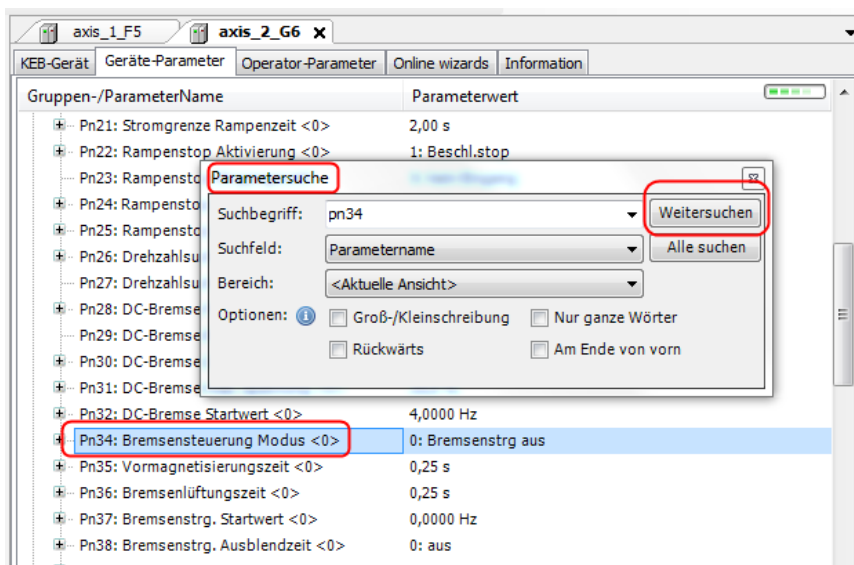 axis_1_F5 axis_2_G6 x
KEB-Gerät Geräte-Parameter Operator-Parameter Online wizards Information
Gruppen-/ParameterName Parameterwert
Pn21: Stromgrenze Rampenzeit <0> 2,00 s
Pn22: Rampenstop Aktivierung <0> 1: Beschl.stop
Pn23: Rampensto
Pn24: Rampensto
Pn25: Rampensto
Pn26: Drehzahlsu
Pn27: Drehzahlsu
Pn28: DC-Bremse
Pn29: DC-Bremse
Pn30: DC-Bremse
Pn31: DC-Bremse
Parametersuche
Suchbegriff: pn34 Weitersuchen
Suchfeld: Parametername Alle suchen
Bereich: <Aktuelle Ansicht>
Optionen: Groß-/Kleinschreibung Nur ganze Wörter
Rückwärts Am Ende von vorn
Pn32: DC-Bremse Startwert <0> 4,0000 Hz
Pn34: Bremsensteuerung Modus <0> 0: Bremsenstrg aus
Pn35: Vormagnetisierungszeit <0> 0,25 s
Pn36: Bremsenlüftungszeit <0> 0,25 s
Pn37: Bremsenstrg. Startwert <0> 0,0000 Hz
Pn38: Bremsenstrg. Ausblendzeit <0> 0: aus